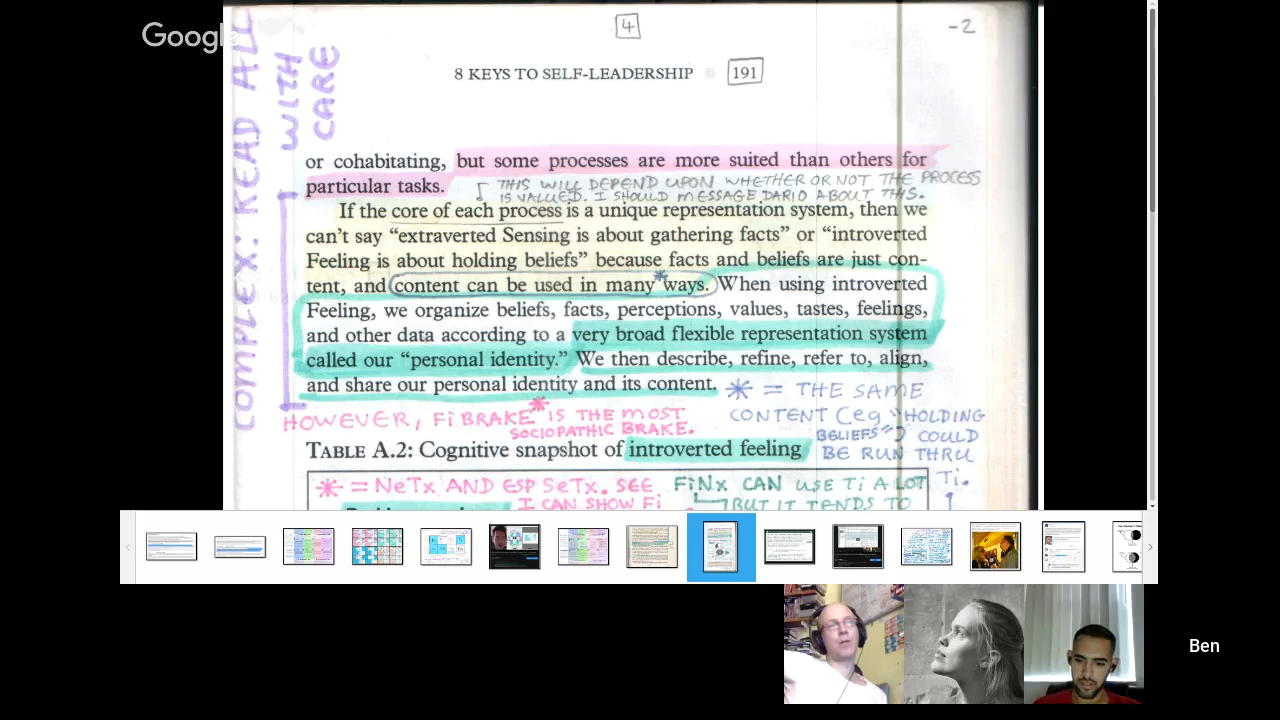 Google
4
-2
8 KEYS TO SELF-LEADERSHIP 191
COMPLEX: READ ALL
WITH
CARE
or cohabitating, but some processes are more suited than others for
particular tasks.
THIS WILL DEPEND UPON WHETHER OR NOT THE PROCESS
IS VALUED. I SHOULD MESSAGE DARIO ABOUT THIS.
If the core of each process is a unique representation system, then we
can't say “extraverted Sensing is about gathering facts” or “introverted
Feeling is about holding beliefs” because facts and beliefs are just con-
tent, and content can be used in many* ways. When using introverted
Feeling, we organize beliefs, facts, perceptions, values, tastes, feelings,
and other data according to a very broad flexible representation system
called our “personal identity.” We then describe, refine, refer to, align,
and share our personal identity and its content.
* = THE SAME
CONTENT (eg "HOLDING
BELIEFS") COULD
BE RUN THRU
Ti.
HOWEVER, Fi BRAKE* IS THE MOST
SOCIOPATHIC BRAKE.
TABLE A.2: Cognitive snapshot of introverted feeling
* = NeTx AND ESP SeTx. SEE
I CAN SHOW Fi
FiNx CAN USE Ti A LOT
BUT IT TENDS TO
Ben